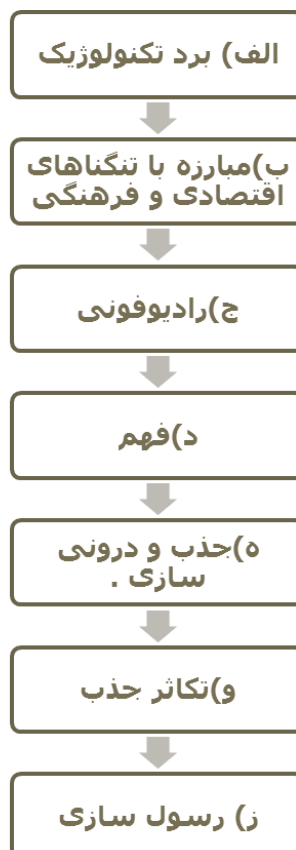 الف) برد تکنولوژیک
ب)مبارزه با تنگناهای
اقتصادی و فرهنگی
ج)رادیوفونی
د)فهم
ه)جذب و درونی
سازی .
و)تکاثر جذب
ز) رسول سازی